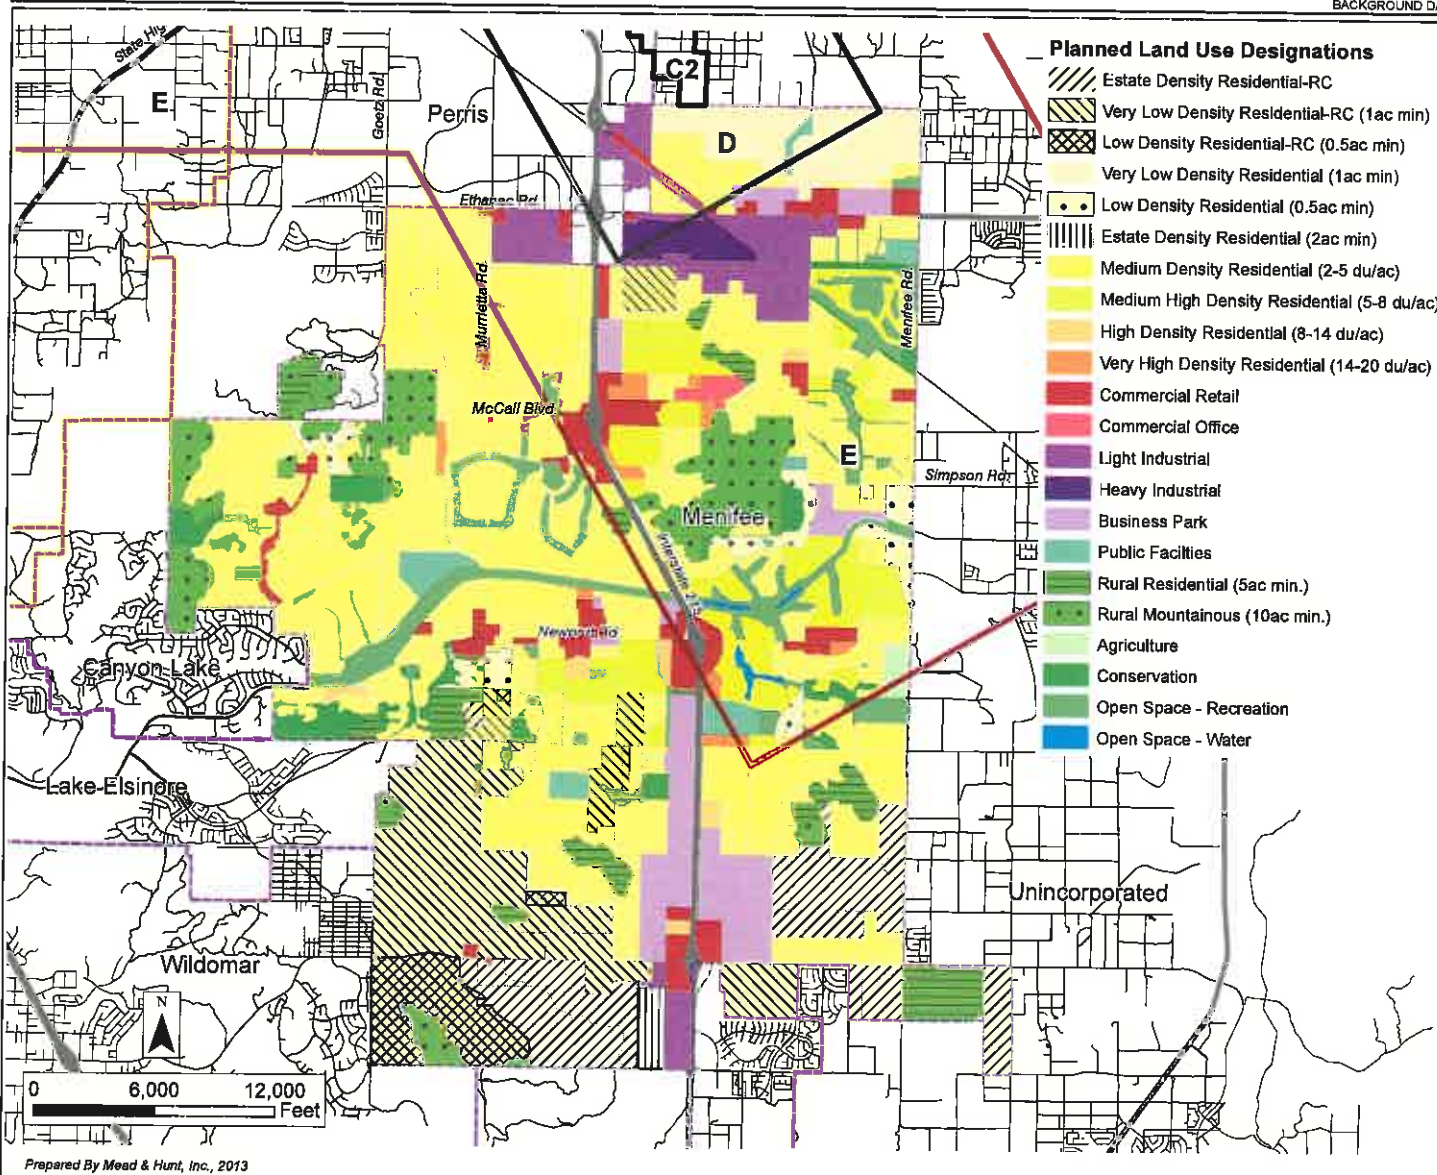 BACKGROUND DA
State Hig
E
Goetz Rd.
Perris
C2
D
Ethanac Rd.
Murrieta Rd.
Menifee Rd.
McCall Blvd.
E
Simpson Rd.
Menifee
Interstate 215
Newport Rd
Canyon Lake
Lake Elsinore
Unincorporated
Wildomar
N
0 6,000 12,000
Feet
Planned Land Use Designations
Estate Density Residential-RC
Very Low Density Residential-RC (1ac min)
Low Density Residential-RC (0.5ac min)
Very Low Density Residential (1ac min)
Low Density Residential (0.5ac min)
Estate Density Residential (2ac min)
Medium Density Residential (2-5 du/ac)
Medium High Density Residential (5-8 du/ac)
High Density Residential (8-14 du/ac)
Very High Density Residential (14-20 du/ac)
Commercial Retail
Commercial Office
Light Industrial
Heavy Industrial
Business Park
Public Facilties
Rural Residential (5ac min.)
Rural Mountainous (10ac min.)
Agriculture
Conservation
Open Space - Recreation
Open Space - Water
Prepared By Mead & Hunt, Inc., 2013